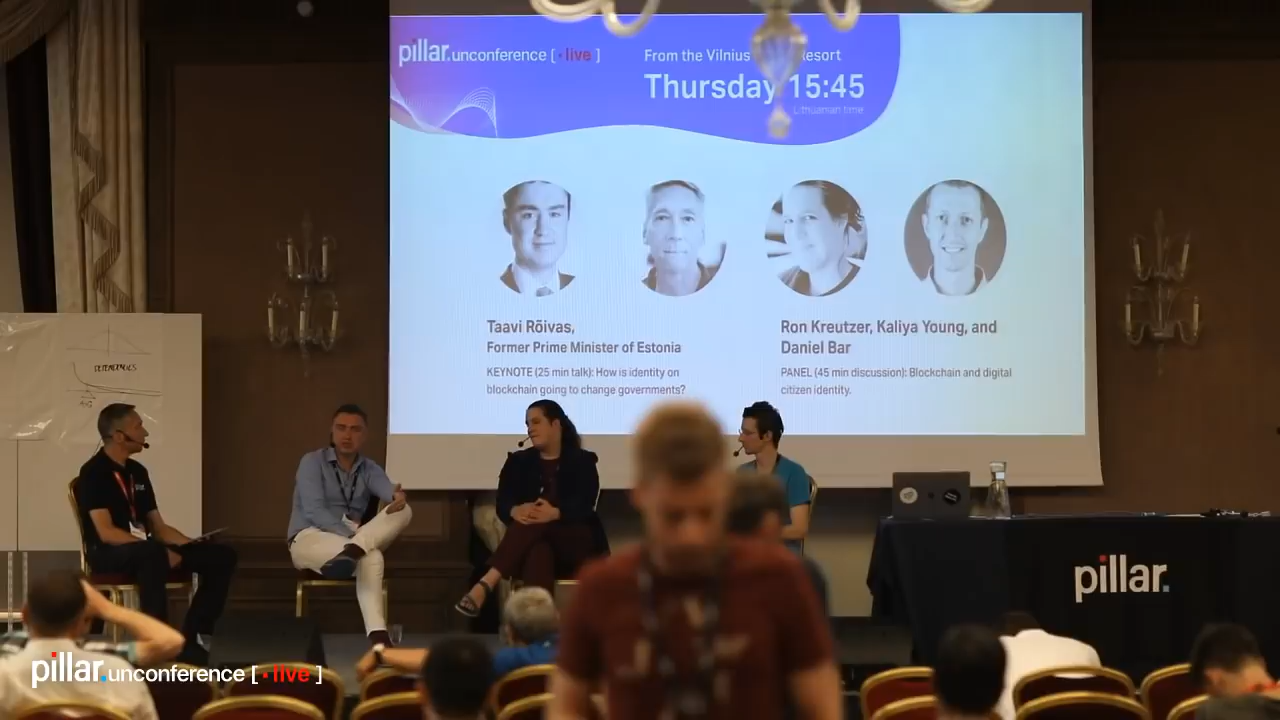 pillar.unconference [• live ]
From the Vilnius
esort
Thursday 15:45
Lithuanian time
Taavi Rõivas,
Former Prime Minister of Estonia
KEYNOTE (25 min talk): How is identity on
blockchain going to change governments?
Ron Kreutzer, Kaliya Young, and
Daniel Bar
PANEL (45 min discussion): Blockchain and digital
citizen identity.
pillar.
pillar.unconference [• live ]